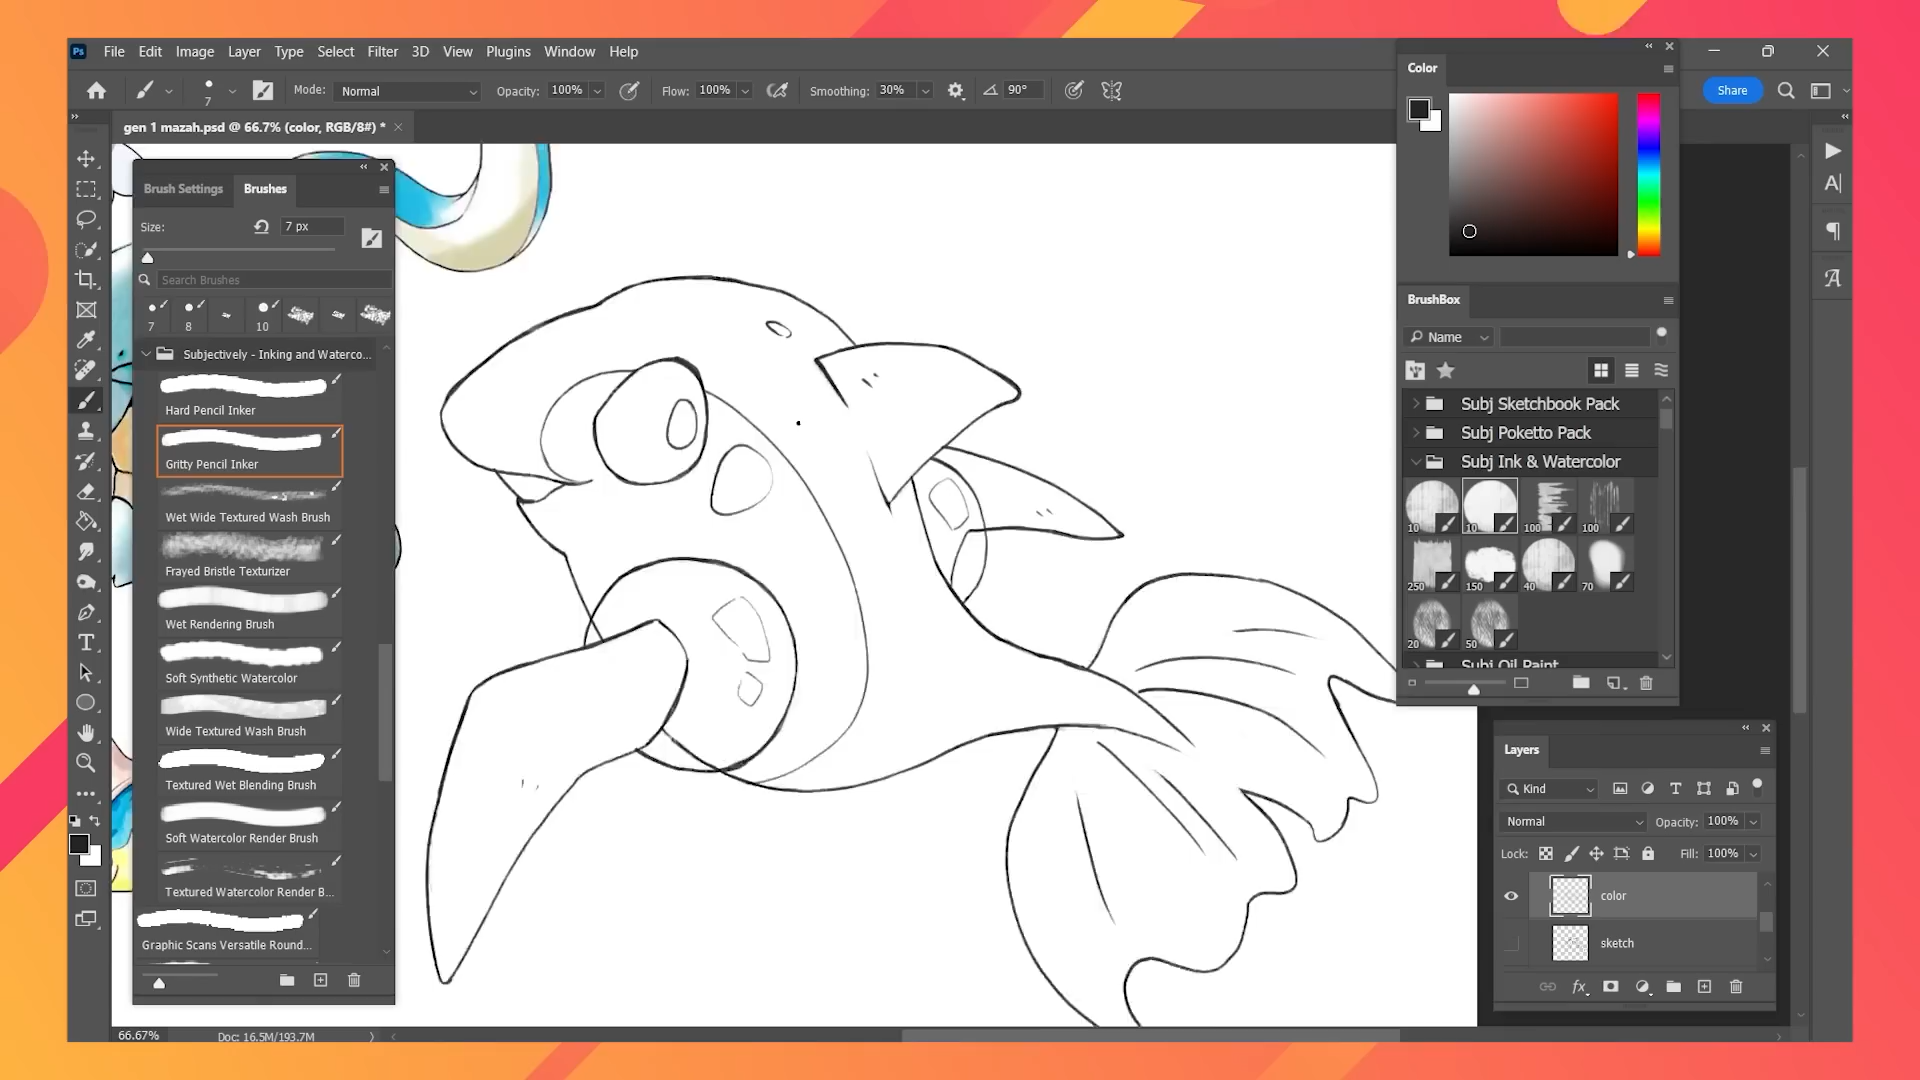 Ps File Edit Image Layer Type Select Filter 3D View Plugins Window Help
7 Mode: Normal Opacity: 100% Flow: 100% Smoothing: 30% 90° Share
gen 1 mazah.psd @ 66.7% (color, RGB/8#) *
Brush Settings Brushes
Size: 7 px
Search Brushes
7 8 10
Subjectively - Inking and Waterco...
Hard Pencil Inker
Gritty Pencil Inker
Wet Wide Textured Wash Brush
Frayed Bristle Texturizer
Wet Rendering Brush
Soft Synthetic Watercolor
Wide Textured Wash Brush
Textured Wet Blending Brush
Soft Watercolor Render Brush
Textured Watercolor Render B...
Graphic Scans Versatile Round...
66.67% Doc: 16.5M/193.7M
Color
BrushBox
Name
Subj Sketchbook Pack
Subj Poketto Pack
Subj Ink & Watercolor
10 10 100 100
250 150 40 70
20 50
Subj Oil Paint
Layers
Kind
Normal Opacity: 100%
Lock: Fill: 100%
color
sketch